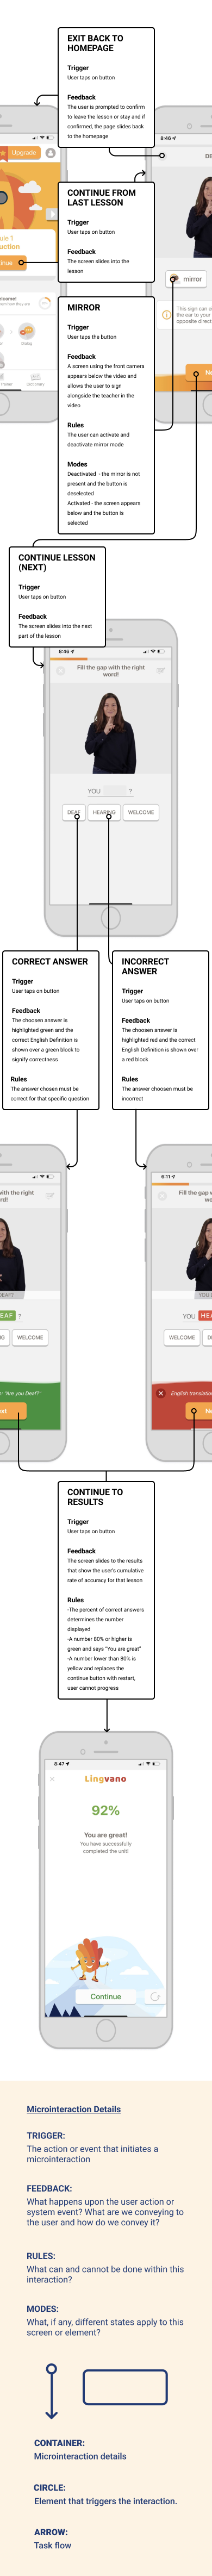 EXIT BACK TO
HOMEPAGE
Trigger
User taps on button
Feedback
The user is prompted to confirm
to leave the lesson or stay and if
confirmed, the page slides back
to the homepage
Upgrade
8:46
DE
CONTINUE FROM
LAST LESSON
Trigger
User taps on button
Feedback
The screen slides into the
lesson
ule 1
uction
nue
Dialog
Trainer
Dictionary
MIRROR
Trigger
User taps the button
Feedback
A screen using the front camera
appears below the video and
allows the user to sign
alongside the teacher in the
video
Rules
The user can activate and
deactivate mirror mode
Modes
Deactivated - the mirror is not
present and the button is
deselected
Activated - the screen appears
below and the button is
selected
mirror
This sign can a
the ear to your
opposite direct
N
CONTINUE LESSON
(NEXT)
Trigger
User taps on button
Feedback
The screen slides into the next
part of the lesson
8:46
Fill the gap with the right
word!
YOU ?
DEAF
HEARING
WELCOME
CORRECT ANSWER
Trigger
User taps on button
Feedback
The choosen answer is
highlighted green and the
correct English Definition is
shown over a green block to
signify correctness
Rules
The answer chosen must be
correct for that specific question
INCORRECT
ANSWER
Trigger
User taps on button
Feedback
The choosen answer is
highlighted red and the correct
English Definition is shown over
a red block
Rules
The answer choosen must be
incorrect
with the right
rd!
DEAF?
EAF ?
G
WELCOME
: "Are you Deaf?"
ext
8:11
Fill the gap
wo
YOU
YOU HE
WELCOME
D
English translation
N
CONTINUE TO
RESULTS
Trigger
User taps on button
Feedback
The screen slides to the results
that show the user's cumulative
rate of accuracy for that lesson
Rules
-The percent of correct answers
determines the number
displayed
-A number 80% or higher is
green and says "You are great"
-A number lower than 80% is
yellow and replaces the
continue button with restart,
user cannot progress
8:47
Lingvano
92%
You are great!
You have successfully
completed the unit!
Continue
Microinteraction Details
TRIGGER:
The action or event that initiates a
microinteraction
FEEDBACK:
What happens upon the user action or
system event? What are we conveying to
the user and how do we convey it?
RULES:
What can and cannot be done within this
interaction?
MODES:
What, if any, different states apply to this
screen or element?
CONTAINER:
Microinteraction details
CIRCLE:
Element that triggers the interaction.
ARROW:
Task flow